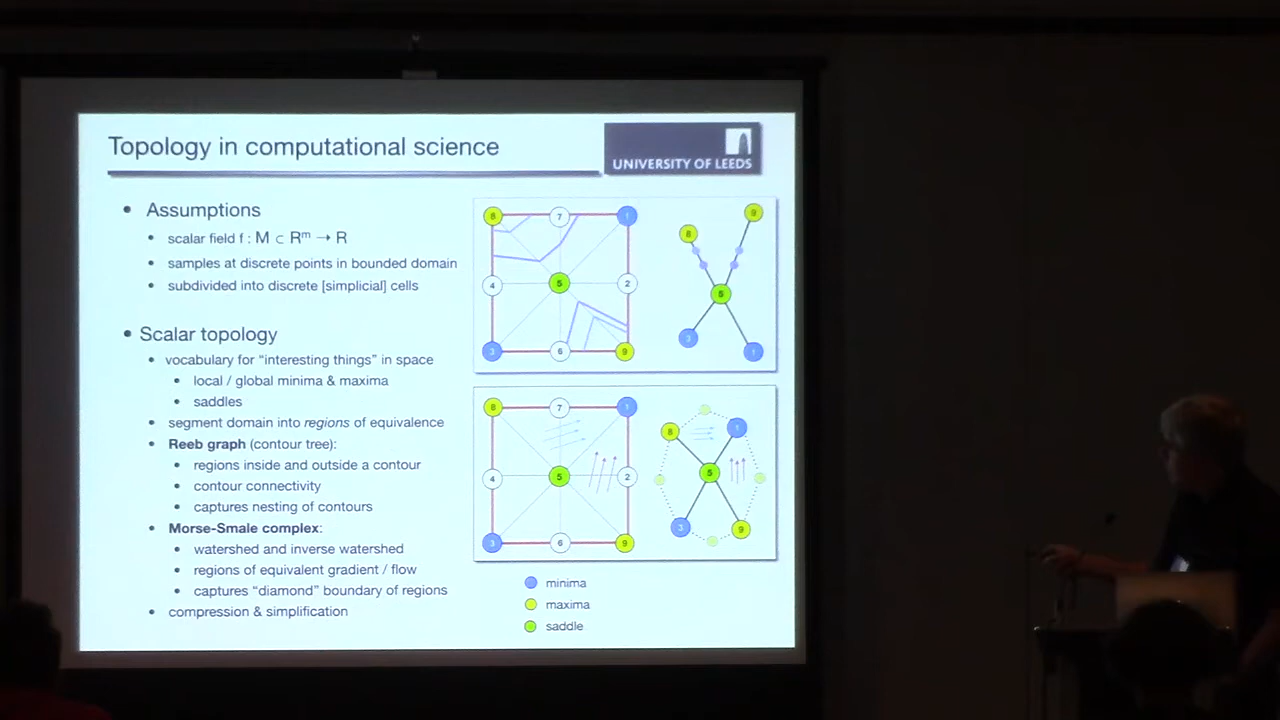 Topology in computational science
UNIVERSITY OF LEEDS
• Assumptions
• scalar field f : M ⊂ Rᵐ → R
• samples at discrete points in bounded domain
• subdivided into discrete [simplicial] cells
• Scalar topology
• vocabulary for “interesting things” in space
• local / global minima & maxima
• saddles
• segment domain into regions of equivalence
• Reeb graph (contour tree):
• regions inside and outside a contour
• contour connectivity
• captures nesting of contours
• Morse-Smale complex:
• watershed and inverse watershed
• regions of equivalent gradient / flow
• captures “diamond” boundary of regions
• compression & simplification
8 7 1
4 5 2
3 6 9
9
8
5
3 1
8 7 1
4 5 2
3 6 9
8 1
5
3 9
minima
maxima
saddle